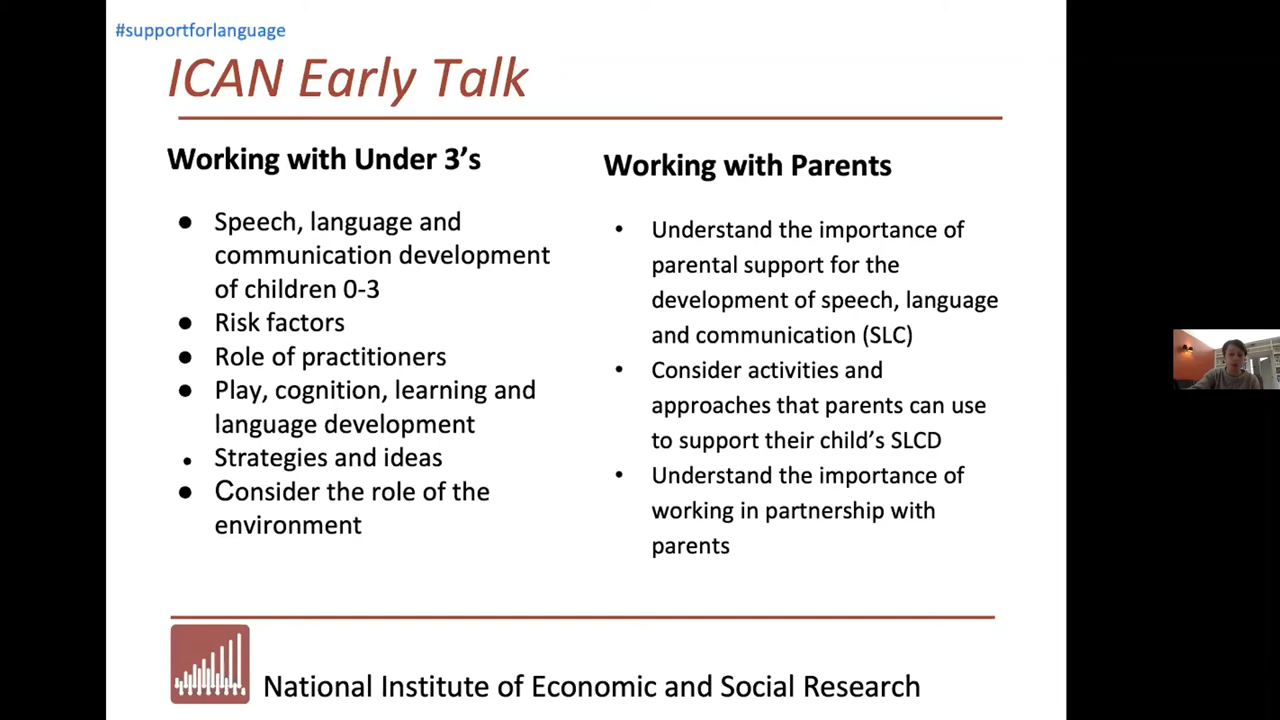 #supportforlanguage
ICAN Early Talk
Working with Under 3's
● Speech, language and
communication development
of children 0-3
● Risk factors
● Role of practitioners
● Play, cognition, learning and
language development
• Strategies and ideas
● Consider the role of the
environment
Working with Parents
• Understand the importance of
parental support for the
development of speech, language
and communication (SLC)
• Consider activities and
approaches that parents can use
to support their child's SLCD
• Understand the importance of
working in partnership with
parents
National Institute of Economic and Social Research